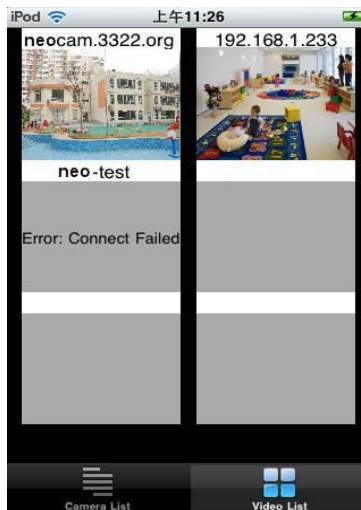 iPod 上午11:26
neocam.3322.org
192.168.1.233
neo-test
Error: Connect Failed
Camera List
Video List